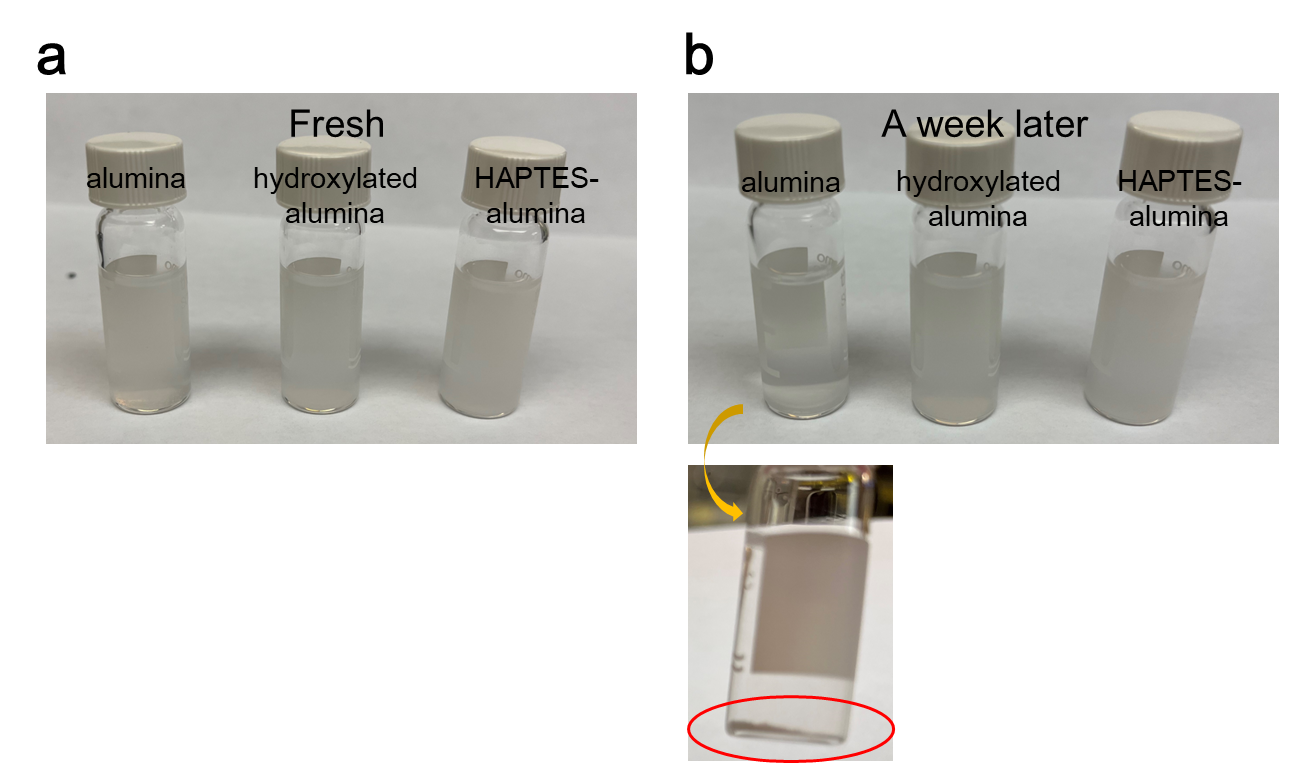 a
Fresh
alumina
hydroxylated
alumina
HAPTES-
alumina
b
A week later
alumina
hydroxylated
alumina
HAPTES-
alumina